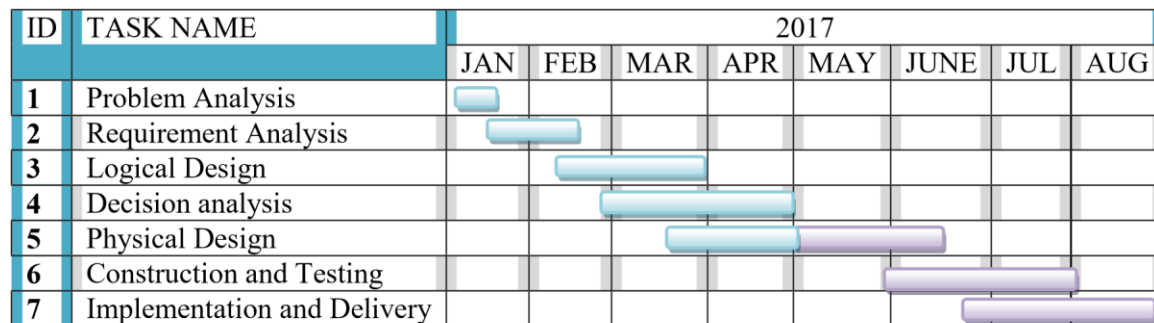 ID TASK NAME 2017
JAN FEB MAR APR MAY JUNE JUL AUG
1 Problem Analysis
2 Requirement Analysis
3 Logical Design
4 Decision analysis
5 Physical Design
6 Construction and Testing
7 Implementation and Delivery